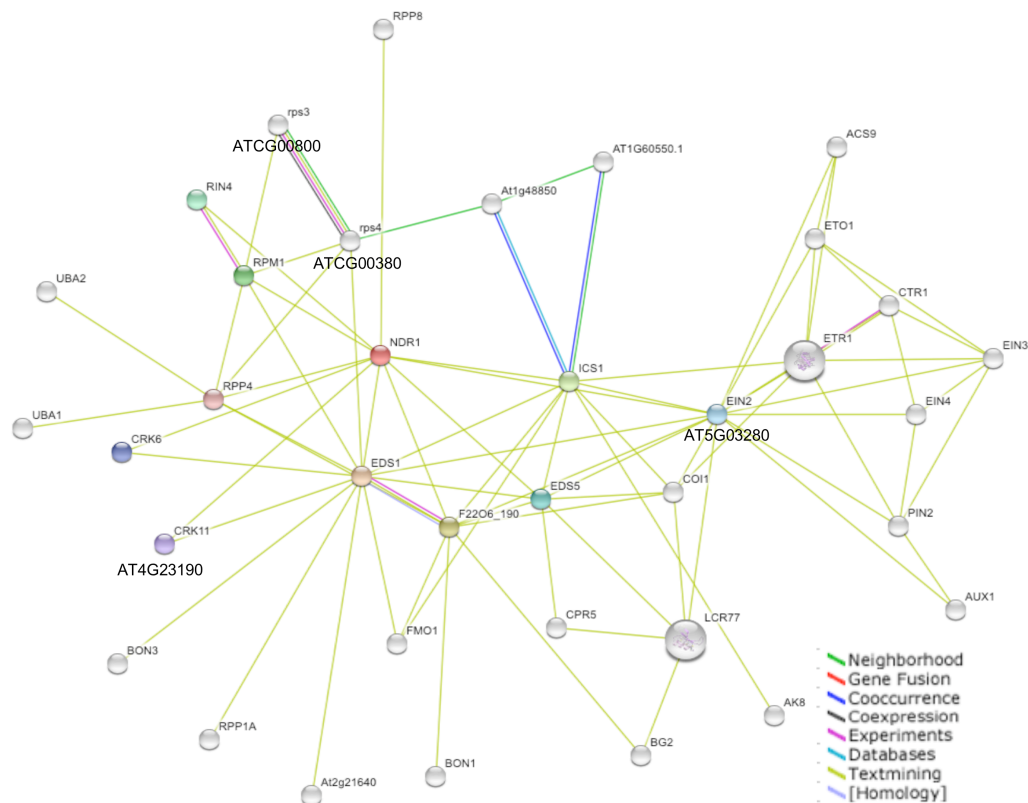 RPP8
rps3
ATCG00800
ACS9
AT1G60550.1
RIN4
At1g48850
ETO1
rps4
ATCG00380
RPM1
UBA2
CTR1
ETR1
NDR1
EIN3
ICS1
RPP4
EIN2
EIN4
AT5G03280
UBA1
CRK6
EDS1
EDS5
COI1
F22O6_190
PIN2
CRK11
AT4G23190
AUX1
CPR5
LCR77
FMO1
BON3
Neighborhood
Gene Fusion
Cooccurrence
Coexpression
Experiments
Databases
Textmining
[Homology]
AK8
RPP1A
BG2
BON1
At2g21640